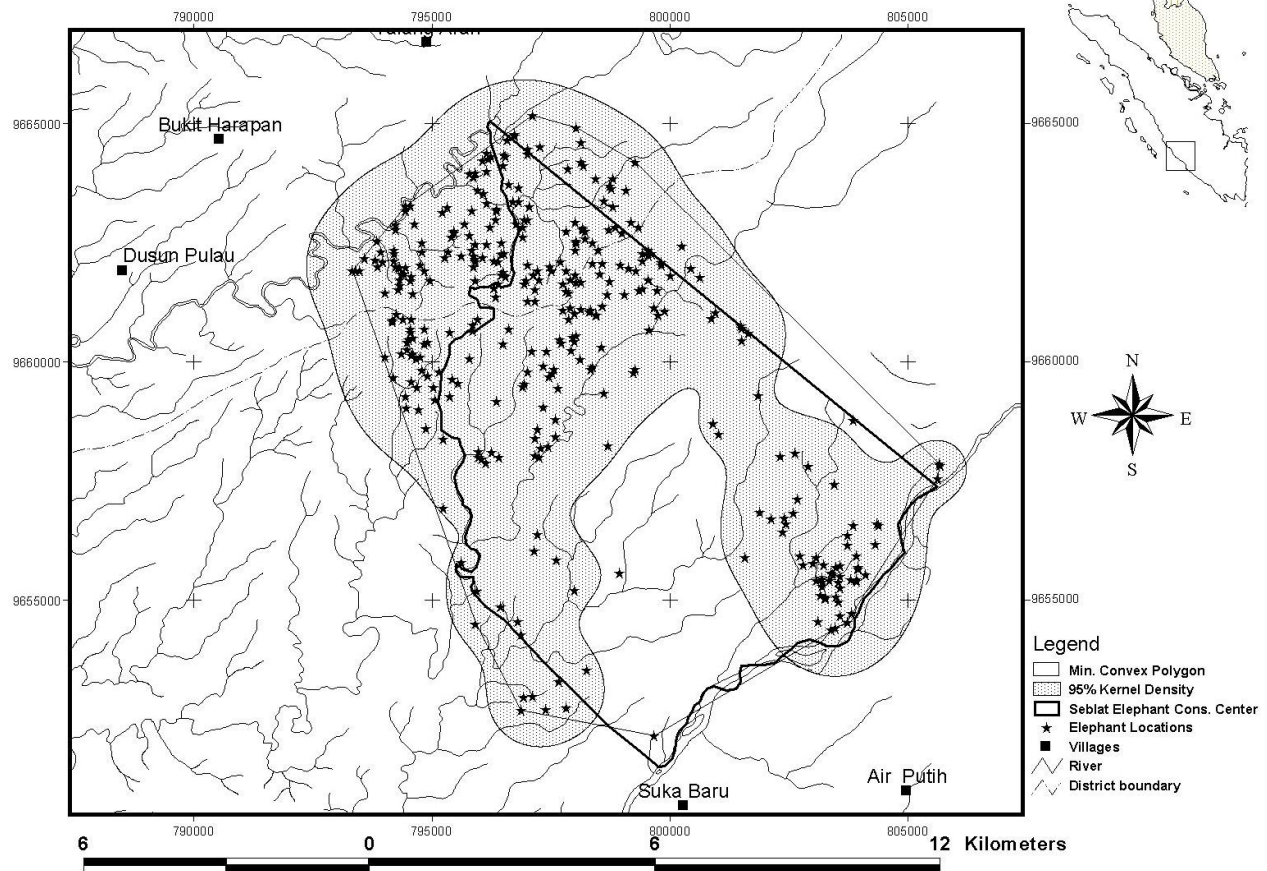 790000 795000 800000 805000
Bukit Harapan
Dusun Pulau
Suka Baru
Air Putih
9665000 9665000
9660000 9660000
9655000 9655000
790000 795000 800000 805000
N
W E
S
Legend
Min. Convex Polygon
95% Kernel Density
Seblat Elephant Cons. Center
Elephant Locations
Villages
River
District boundary
6 0 6 12 Kilometers